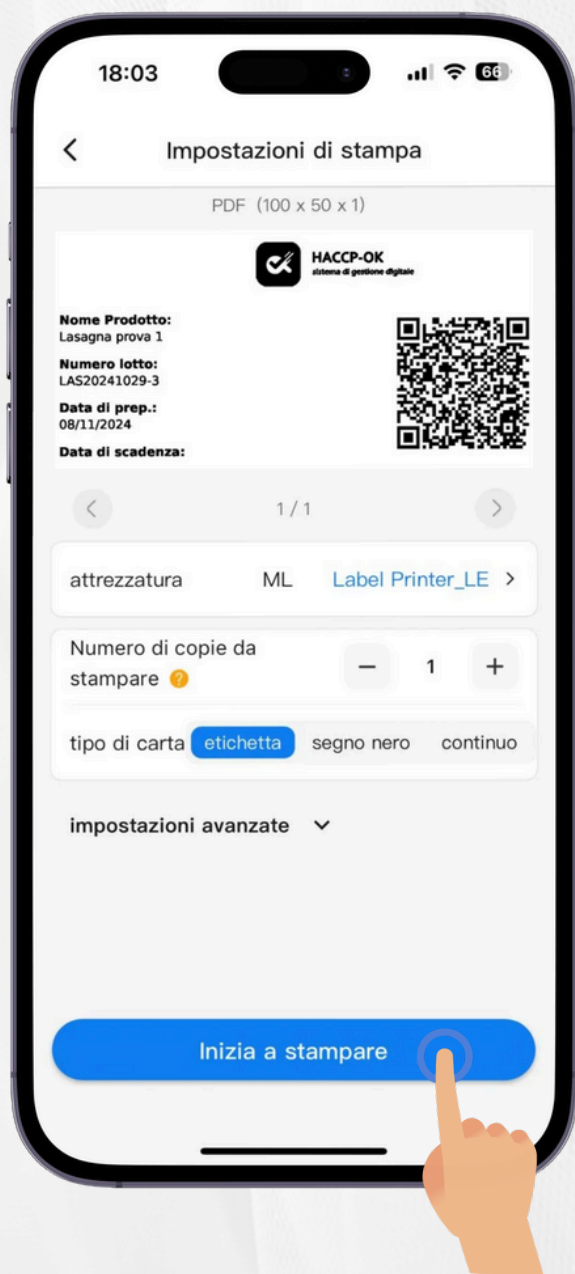 18:03
66
Impostazioni di stampa
PDF (100 x 50 x 1)
HACCP-OK
sistema di gestione digitale
Nome Prodotto:
Lasagna prova 1
Numero lotto:
LAS20241029-3
Data di prep.:
08/11/2024
Data di scadenza:
1 / 1
attrezzatura ML Label Printer_LE >
Numero di copie da
stampare ?
− 1 +
tipo di carta etichetta segno nero continuo
impostazioni avanzate
Inizia a stampare